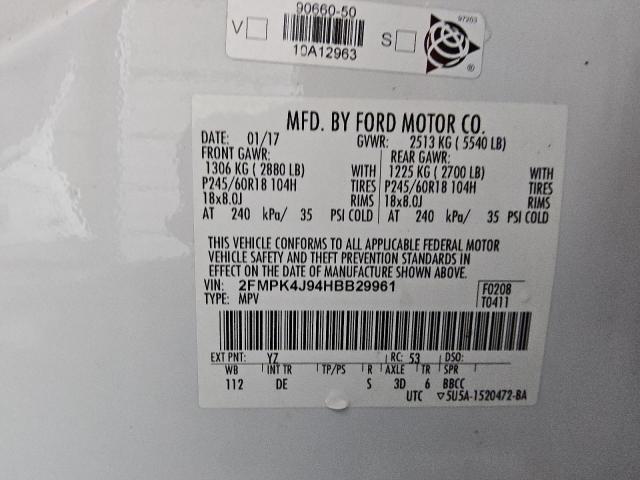 90660-50
V
10A12963
S
97203
®
MFD. BY FORD MOTOR CO.
DATE: 01/17 GVWR: 2513 KG ( 5540 LB)
FRONT GAWR: REAR GAWR:
1306 KG ( 2880 LB) WITH 1225 KG ( 2700 LB) WITH
P245/60R18 104H TIRES P245/60R18 104H TIRES
18x8.0J RIMS 18x8.0J RIMS
AT 240 kPa/ 35 PSI COLD AT 240 kPa/ 35 PSI COLD
THIS VEHICLE CONFORMS TO ALL APPLICABLE FEDERAL MOTOR
VEHICLE SAFETY AND THEFT PREVENTION STANDARDS IN
EFFECT ON THE DATE OF MANUFACTURE SHOWN ABOVE.
VIN: 2FMPK4J94HBB29961 F0208
TYPE: MPV T0411
EXT PNT: YZ RC: 53 DSO:
WB INT TR TP/PS R AXLE TR SPR
112 DE S 3D 6 BBCC
UTC ▽5U5A-1520472-BA